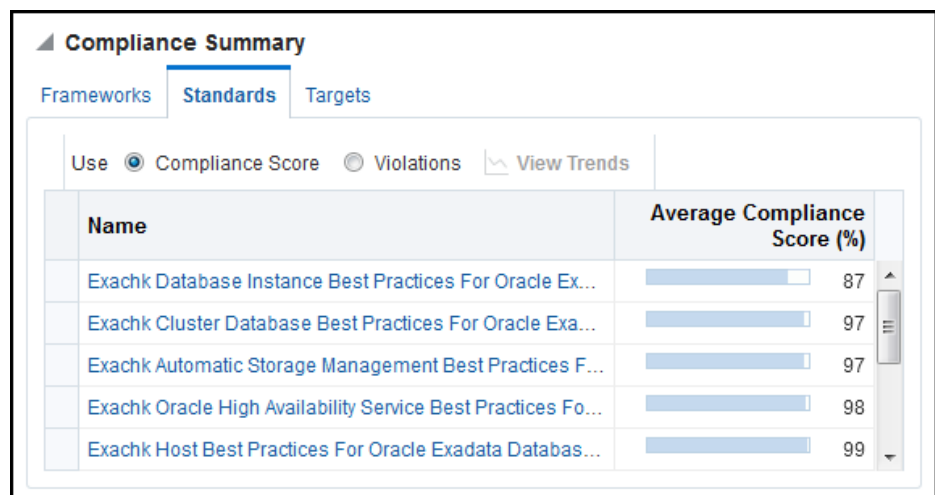 Compliance Summary
Frameworks Standards Targets
Use Compliance Score Violations View Trends
Name Average Compliance
Score (%)
Exachk Database Instance Best Practices For Oracle Ex... 87
Exachk Cluster Database Best Practices For Oracle Exa... 97
Exachk Automatic Storage Management Best Practices F... 97
Exachk Oracle High Availability Service Best Practices Fo... 98
Exachk Host Best Practices For Oracle Exadata Databas... 99